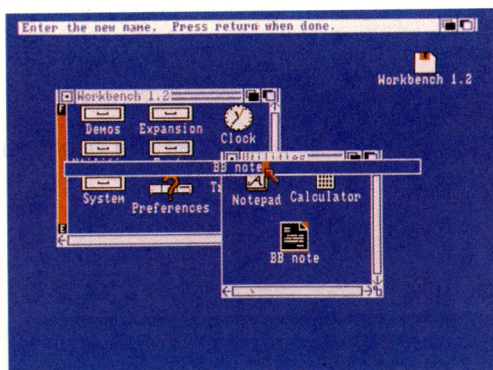 Enter the new name. Press return when done.
Workbench 1.2
Workbench 1.2
F
Demos Expansion
Clock
BB note
Utilities
System
Preferences
E
Notepad Calculator
BB note